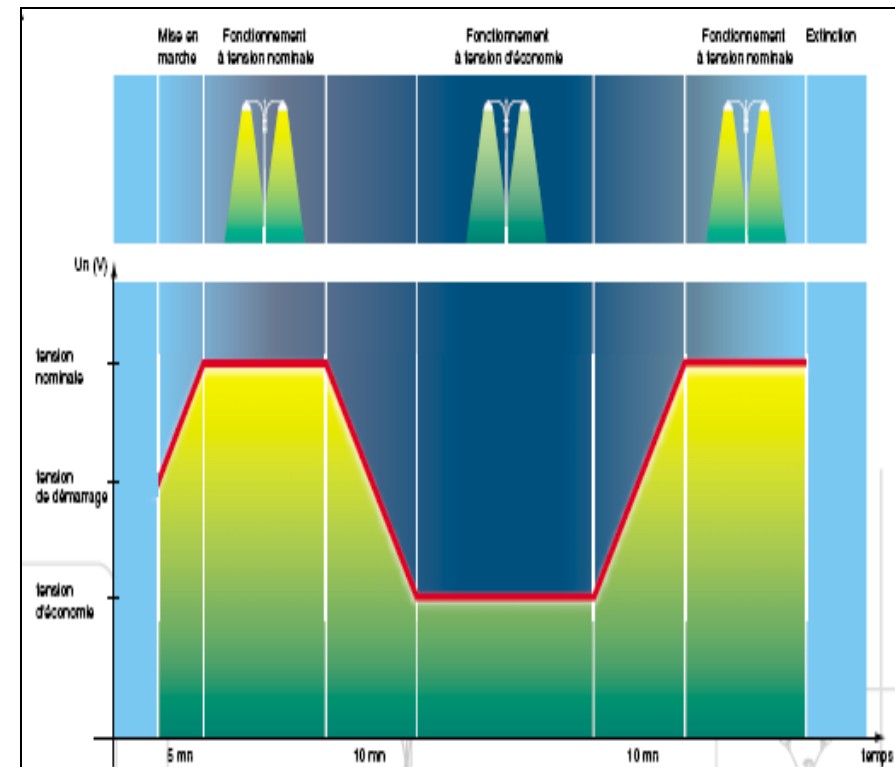 Mise en
marche
Fonctionnement
à tension nominale
Fonctionnement
à tension d'économie
Fonctionnement
à tension nominale
Extinction
Un (V)
tension
nominale
tension
de démarrage
tension
d'économie
5 mn
10 mn
10 mn
temps